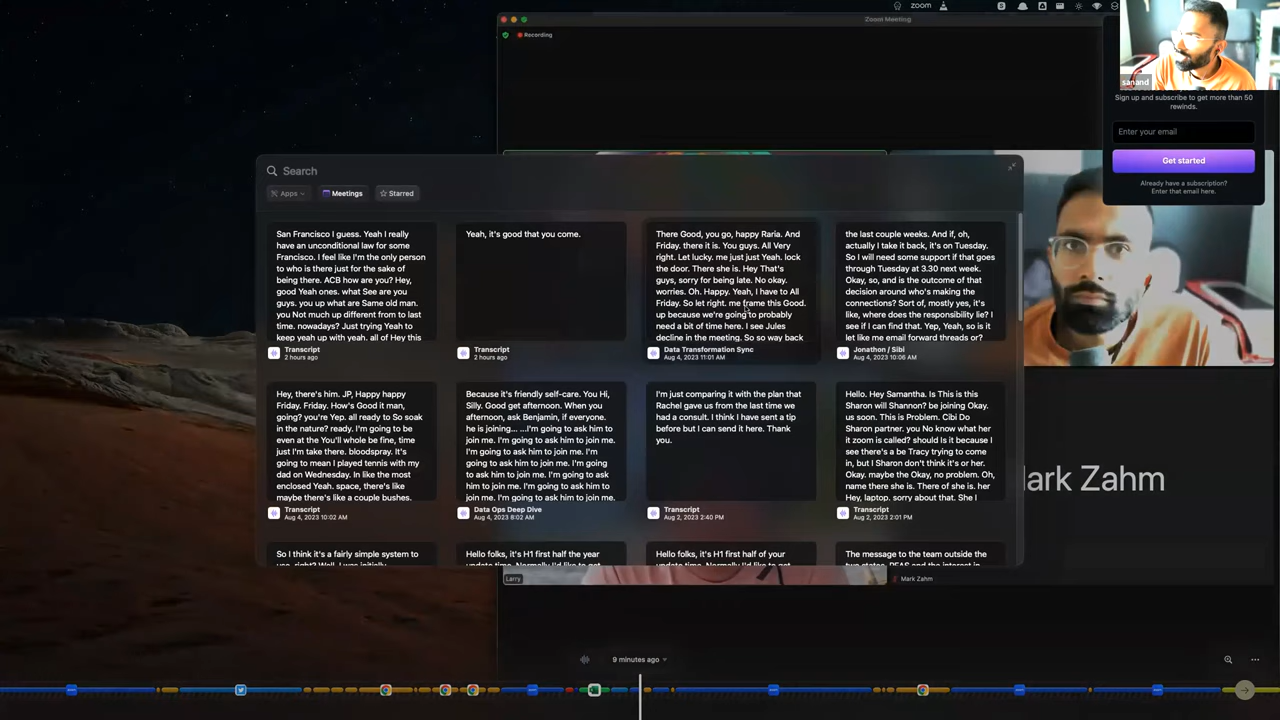 zoom
Zoom Meeting
Recording
sanand
Sign up and subscribe to get more than 50
rewinds.
Enter your email
Get started
Already have a subscription?
Enter that email here.
Search
Apps
Meetings
Starred
San Francisco I guess. Yeah I really
have an unconditional law for some
Francisco. I feel like I'm the only person
to who is there just for the sake of
being there. ACB how are you? Hey,
good Yeah ones. what See are you
guys. you up what are Same old man.
you Not much up different from to last
time. nowadays? Just trying Yeah to
keep yeah up with yeah. all of Hey this
Transcript
2 hours ago
Yeah, it's good that you come.
Transcript
2 hours ago
There Good, you go, happy Raria. And
Friday. there it is. You guys. All Very
right. Let lucky. me just just Yeah. lock
the door. There she is. Hey That's
guys, sorry for being late. No okay.
worries. Oh. Happy. Yeah, I have to All
Friday. So let right. me frame this Good.
up because we're going to probably
need a bit of time here. I see Jules
decline in the meeting. So so way back
Data Transformation Sync
Aug 4, 2023 11:01 AM
the last couple weeks. And if, oh,
actually I take it back, it's on Tuesday.
So I will need some support if that goes
through Tuesday at 3.30 next week.
Okay, so, and is the outcome of that
decision around who's making the
connections? Sort of, mostly yes, it's
like, where does the responsibility lie? I
see if I can find that. Yep, Yeah, so is it
let like me email forward threads or?
Jonathon / Sibi
Aug 4, 2023 10:06 AM
Hey, there's him. JP, Happy happy
Friday. Friday. How's Good it man,
going? you're Yep. all ready to So soak
in the nature? ready. I'm going to be
even at the You'll whole be fine, time
just I'm take there. bloodspray. It's
going to mean I played tennis with my
dad on Wednesday. In like the most
enclosed Yeah. space, there's like
maybe there's like a couple bushes.
Transcript
Aug 4, 2023 10:02 AM
Because it's friendly self-care. You Hi,
Silly. Good get afternoon. When you
afternoon, ask Benjamin, if everyone.
he is joining... ...I'm going to ask him to
join me. I'm going to ask him to join me.
I'm going to ask him to join me. I'm
going to ask him to join me. I'm going
to ask him to join me. I'm going to ask
him to join me. I'm going to ask him to
join me. I'm going to ask him to join me.
Data Ops Deep Dive
Aug 4, 2023 8:02 AM
I'm just comparing it with the plan that
Rachel gave us from the last time we
had a consult. I think I have sent a tip
before but I can send it here. Thank
you.
Transcript
Aug 2, 2023 2:40 PM
Hello. Hey Samantha. Is This is this
Sharon will Shannon? be joining Okay.
us soon. This is Problem. Cibi Do
Sharon partner. you No know what her
it zoom is called? should Is it because I
see there's a be Tracy trying to come
in, but I Sharon don't think it's or her.
Okay. maybe the Okay, no problem. Oh,
name there she is. There of she is. her
Hey, laptop. sorry about that. She I
Transcript
Aug 2, 2023 2:01 PM
So I think it's a fairly simple system to
use, right? Well, I was initially
Hello folks, it's H1 first half the year
update time. Normally I'd like to get
Hello folks, it's H1 first half of your
update time. Normally I'd like to get
The message to the team outside the
two states, PEAS and the interest in
Mark Zahm
Larry
Mark Zahm
9 minutes ago